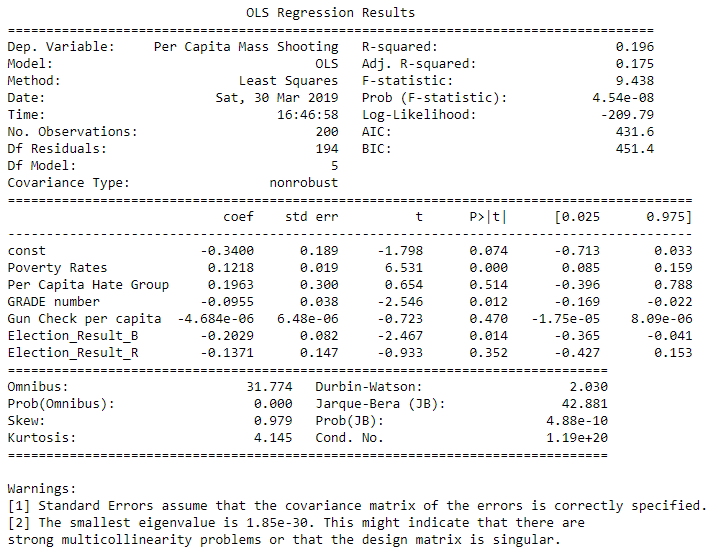 OLS Regression Results
=====================================================================================
Dep. Variable:     Per Capita Mass Shooting   R-squared:                       0.196
Model:                                  OLS   Adj. R-squared:                  0.175
Method:                       Least Squares   F-statistic:                     9.438
Date:                      Sat, 30 Mar 2019   Prob (F-statistic):           4.54e-08
Time:                              16:46:58   Log-Likelihood:                -209.79
No. Observations:                       200   AIC:                             431.6
Df Residuals:                           194   BIC:                             451.4
Df Model:                                 5
Covariance Type:                  nonrobust
==========================================================================================
                            coef    std err          t      P>|t|      [0.025      0.975]
------------------------------------------------------------------------------------------
const                    -0.3400      0.189     -1.798      0.074      -0.713       0.033
Poverty Rates             0.1218      0.019      6.531      0.000       0.085       0.159
Per Capita Hate Group     0.1963      0.300      0.654      0.514      -0.396       0.788
GRADE number             -0.0955      0.038     -2.546      0.012      -0.169      -0.022
Gun Check per capita  -4.684e-06   6.48e-06     -0.723      0.470   -1.75e-05    8.09e-06
Election_Result_B        -0.2029      0.082     -2.467      0.014      -0.365      -0.041
Election_Result_R        -0.1371      0.147     -0.933      0.352      -0.427       0.153
==============================================================================
Omnibus:                       31.774   Durbin-Watson:                   2.030
Prob(Omnibus):                  0.000   Jarque-Bera (JB):               42.881
Skew:                           0.979   Prob(JB):                     4.88e-10
Kurtosis:                       4.145   Cond. No.                     1.19e+20
==============================================================================

Warnings:
[1] Standard Errors assume that the covariance matrix of the errors is correctly specified.
[2] The smallest eigenvalue is 1.85e-30. This might indicate that there are
strong multicollinearity problems or that the design matrix is singular.